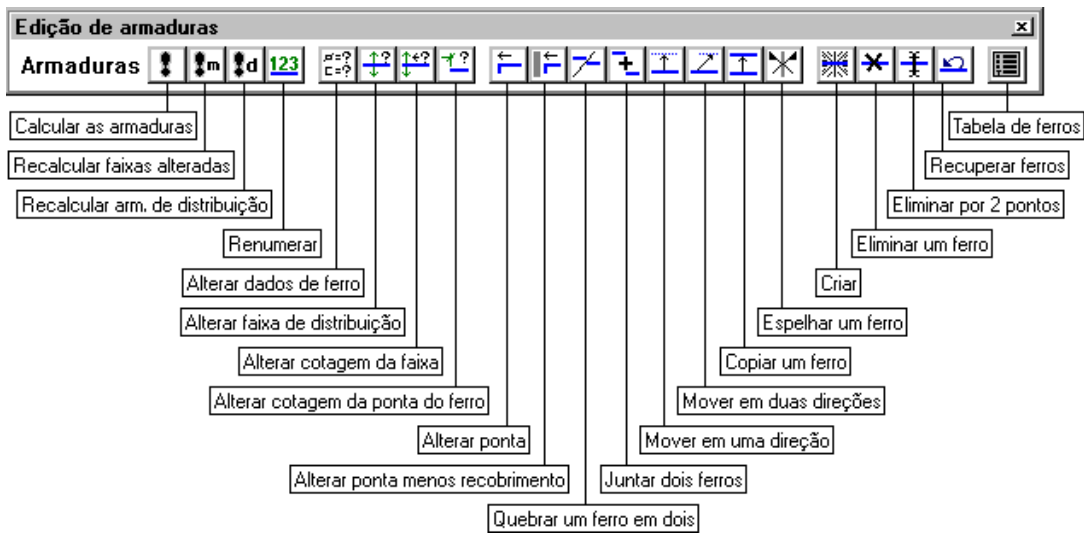 Edição de armaduras
Armaduras m d 123 ø=?
C=? ? ? ?
Calcular as armaduras
Tabela de ferros
Recalcular faixas alteradas
Recuperar ferros
Recalcular arm. de distribuição
Eliminar por 2 pontos
Renumerar
Eliminar um ferro
Alterar dados de ferro
Criar
Alterar faixa de distribuição
Espelhar um ferro
Alterar cotagem da faixa
Copiar um ferro
Alterar cotagem da ponta do ferro
Mover em duas direções
Alterar ponta
Mover em uma direção
Alterar ponta menos recobrimento
Juntar dois ferros
Quebrar um ferro em dois